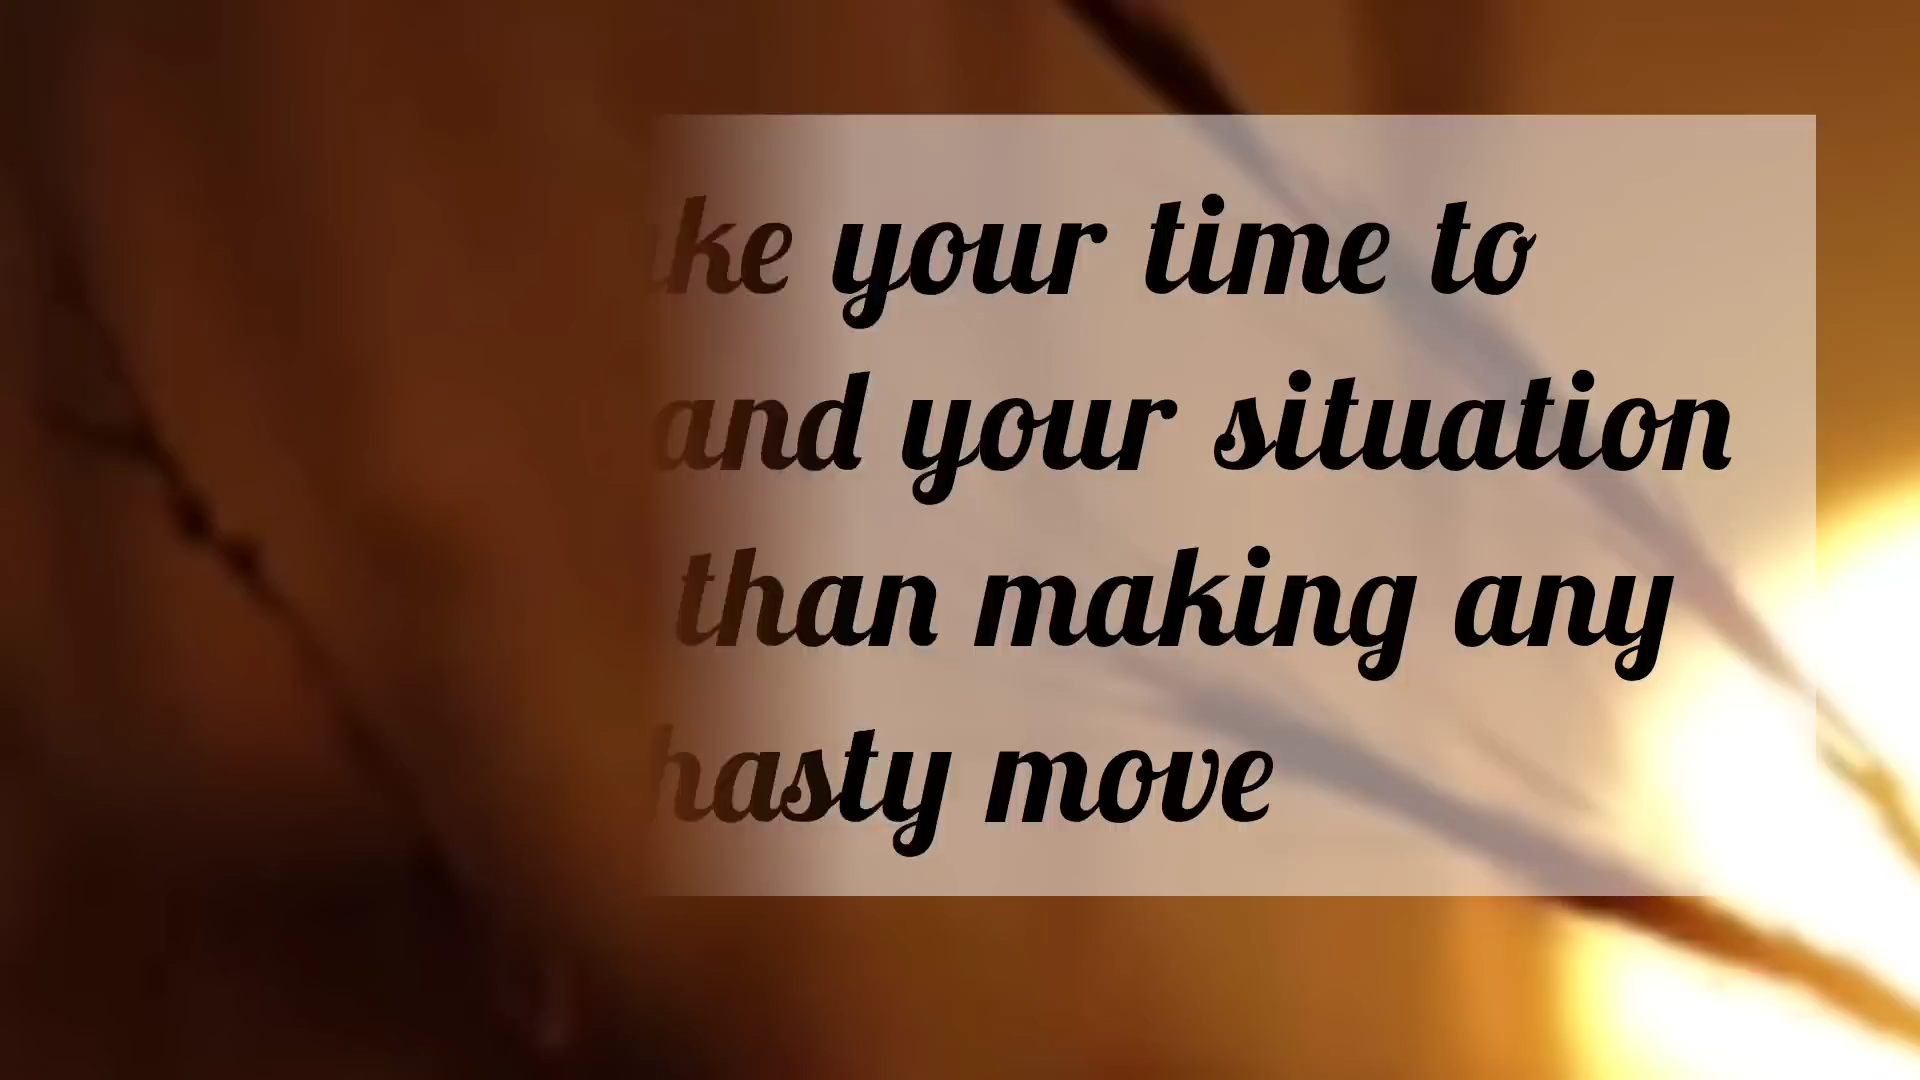 ke your time to
and your situation
than making any
hasty move